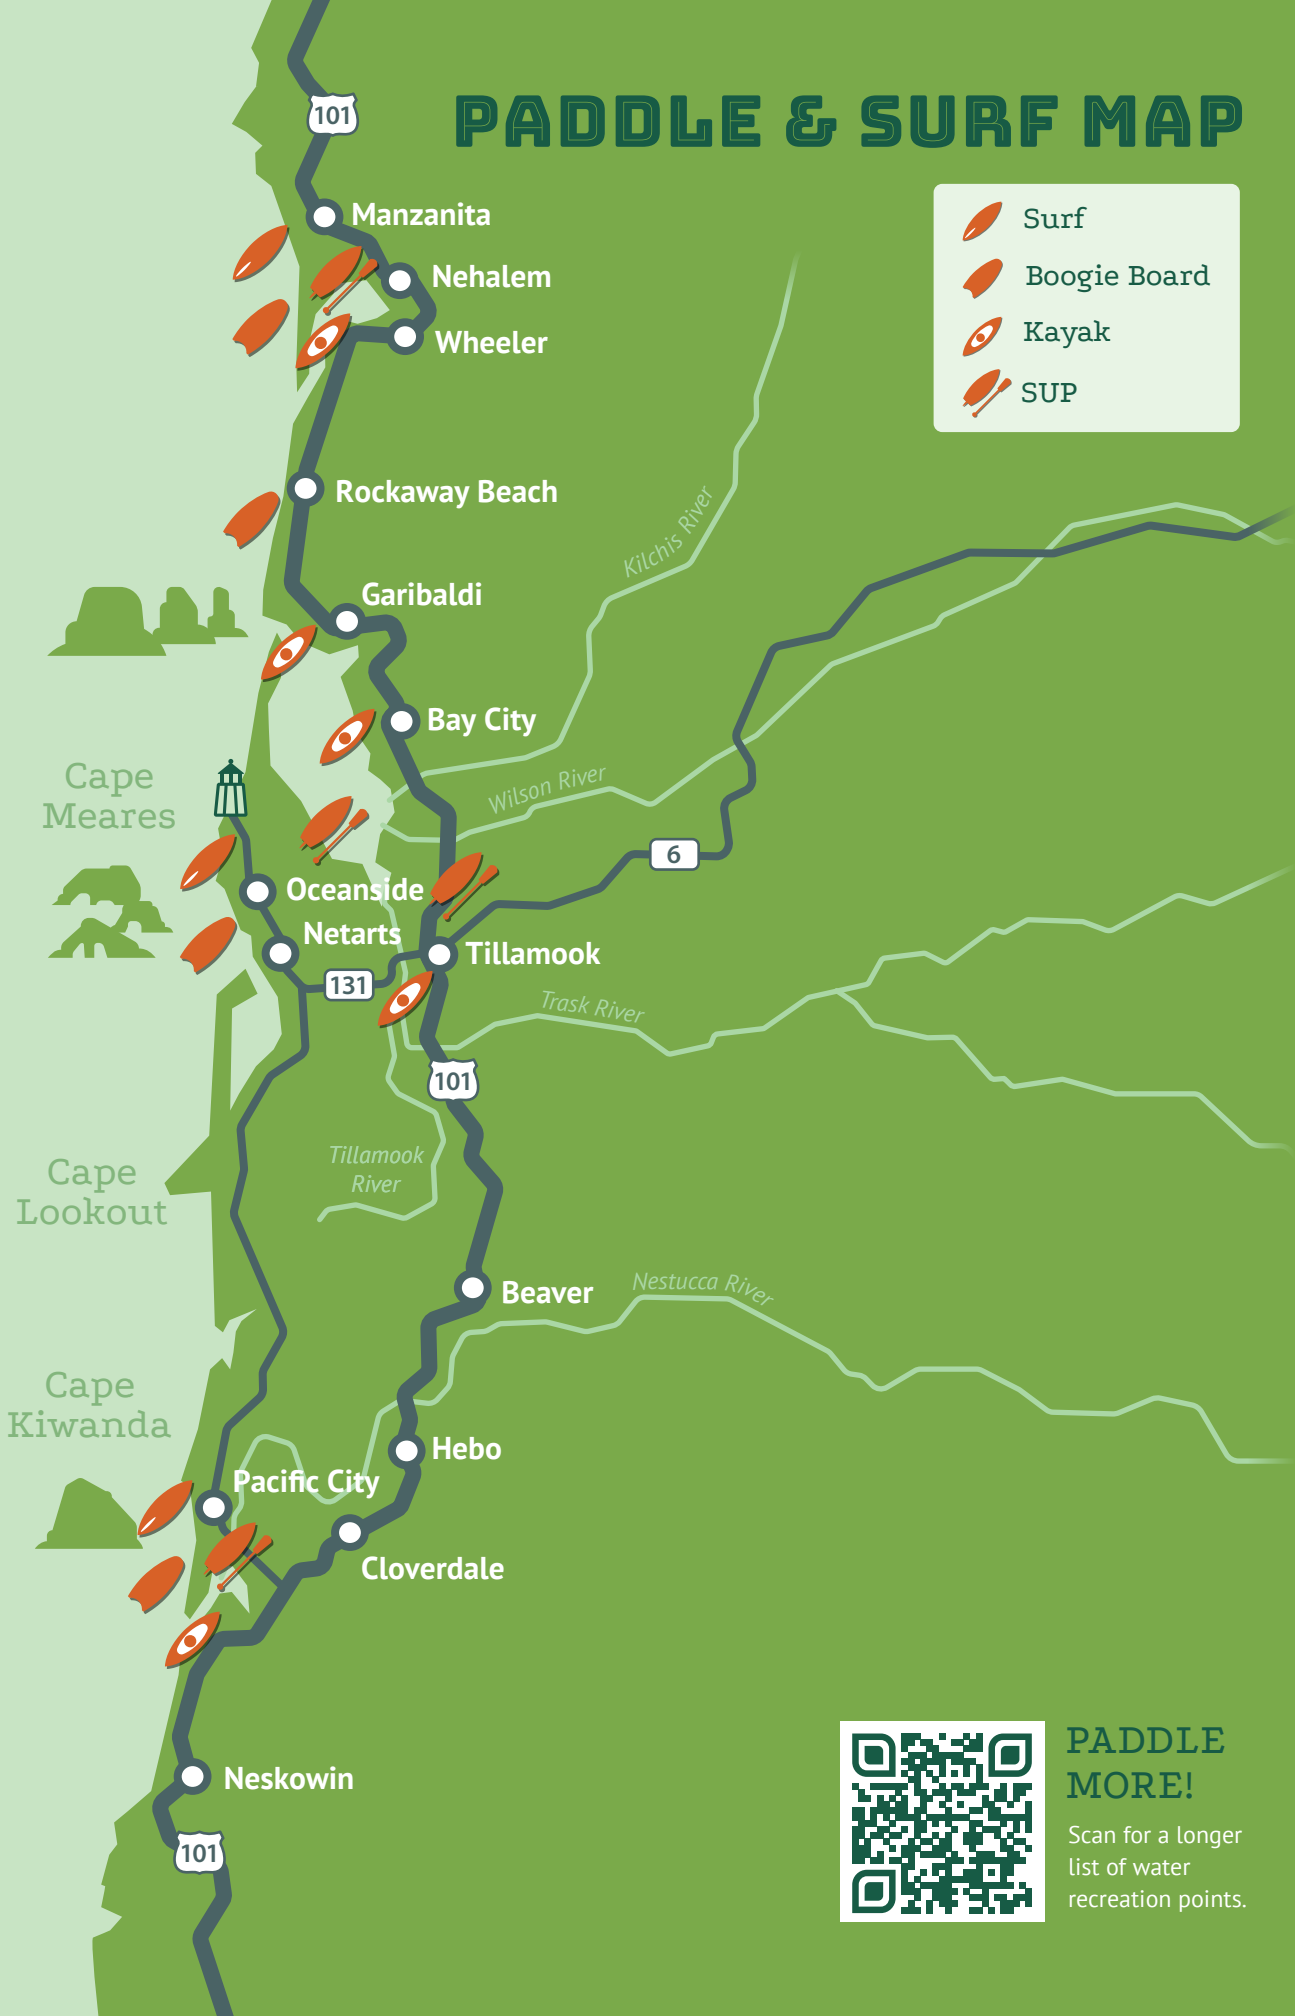 101
PADDLE & SURF MAP
Manzanita
Surf
Nehalem
Boogie Board
Wheeler
Kayak
SUP
Rockaway Beach
Kilchis River
Garibaldi
Bay City
Cape
Meares
Wilson River
6
Oceanside
Netarts
Tillamook
131
Trask River
101
Tillamook
River
Cape
Lookout
Beaver
Nestucca River
Cape
Kiwanda
Hebo
Pacific City
Cloverdale
Neskowin
101
PADDLE
MORE!
Scan for a longer
list of water
recreation points.